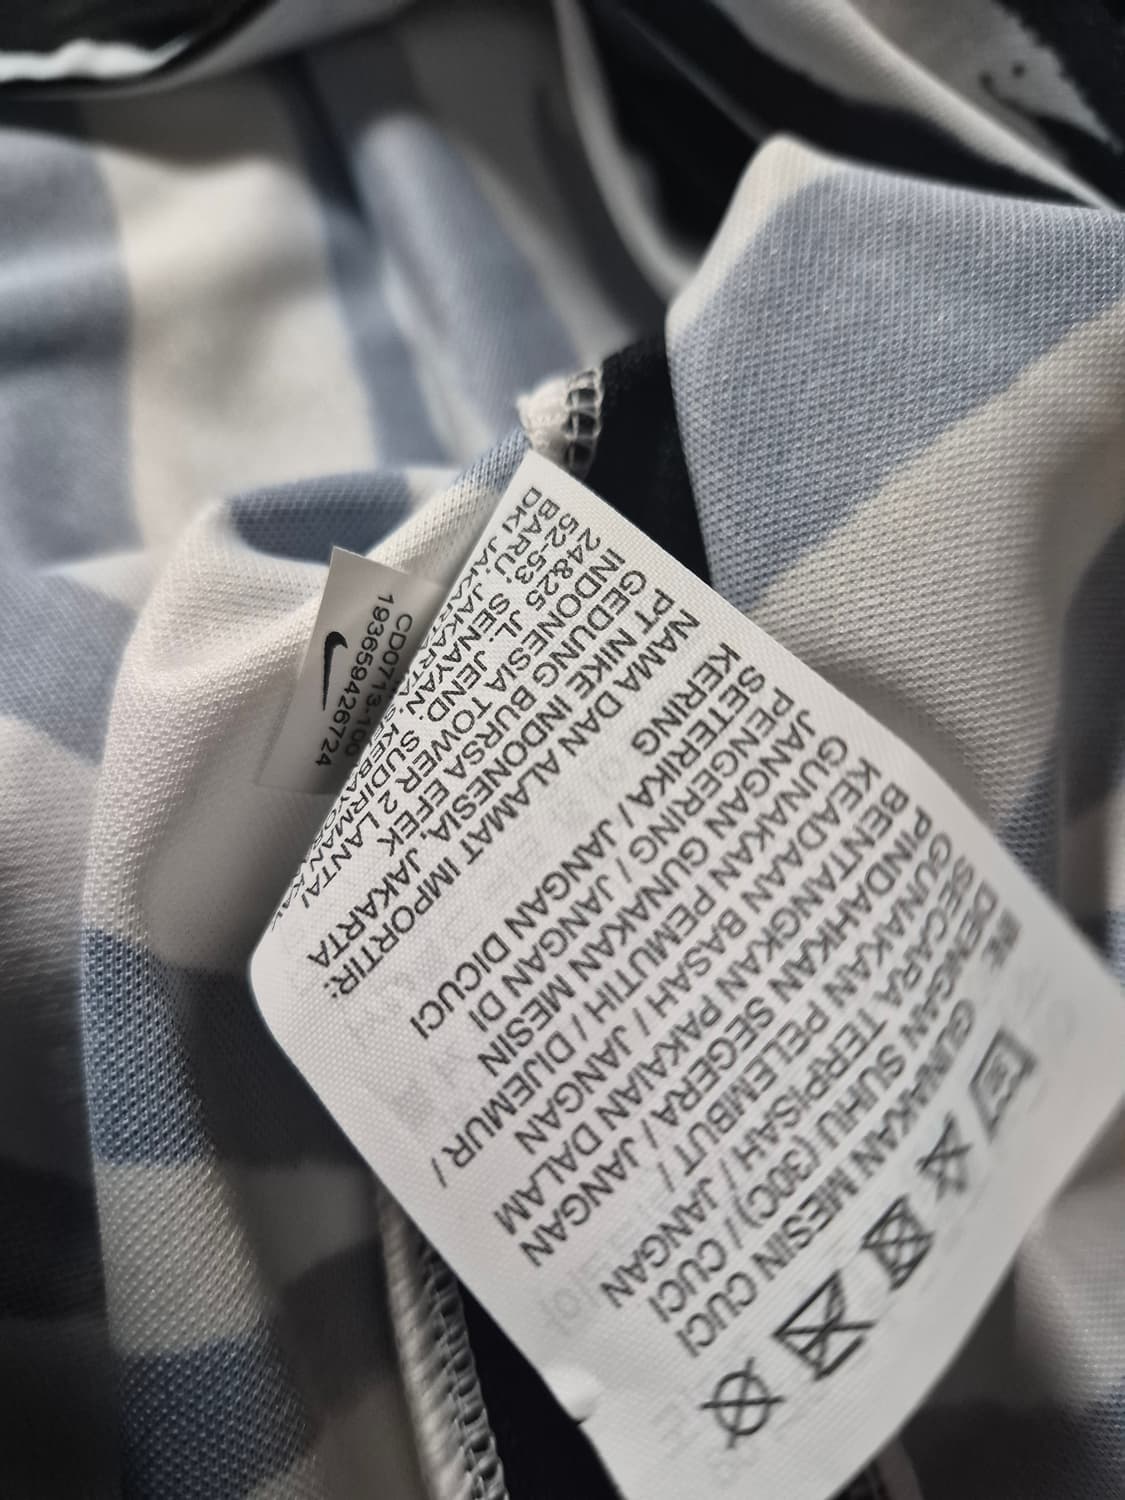 GUNAKAN MESIN CUCI
DENGAN SUHU (30C) / CUCI
SECARA TERPISAH / JANGAN
GUNAKAN PELEMBUT /
PINDAHKAN SEGERA / JANGAN
BENTANGKAN PAKAIAN DALAM
KEADAAN BASAH / JANGAN
GUNAKAN PEMUTIH / DIJEMUR /
JANGAN GUNAKAN MESIN
PENGERING / JANGAN DI
SETERIKA / JANGAN DICUCI
KERING
NAMA DAN ALAMAT IMPORTIR:
PT NIKE INDONESIA, JAKARTA
GEDUNG BURSA EFEK
INDONESIA TOWER 2 LANTAI
24&25 JL. JEND. SUDIRMAN
52-53, SENAYAN,
BARU, JAKARTA
DKI JAKARTA
CD0713-100
193659426724